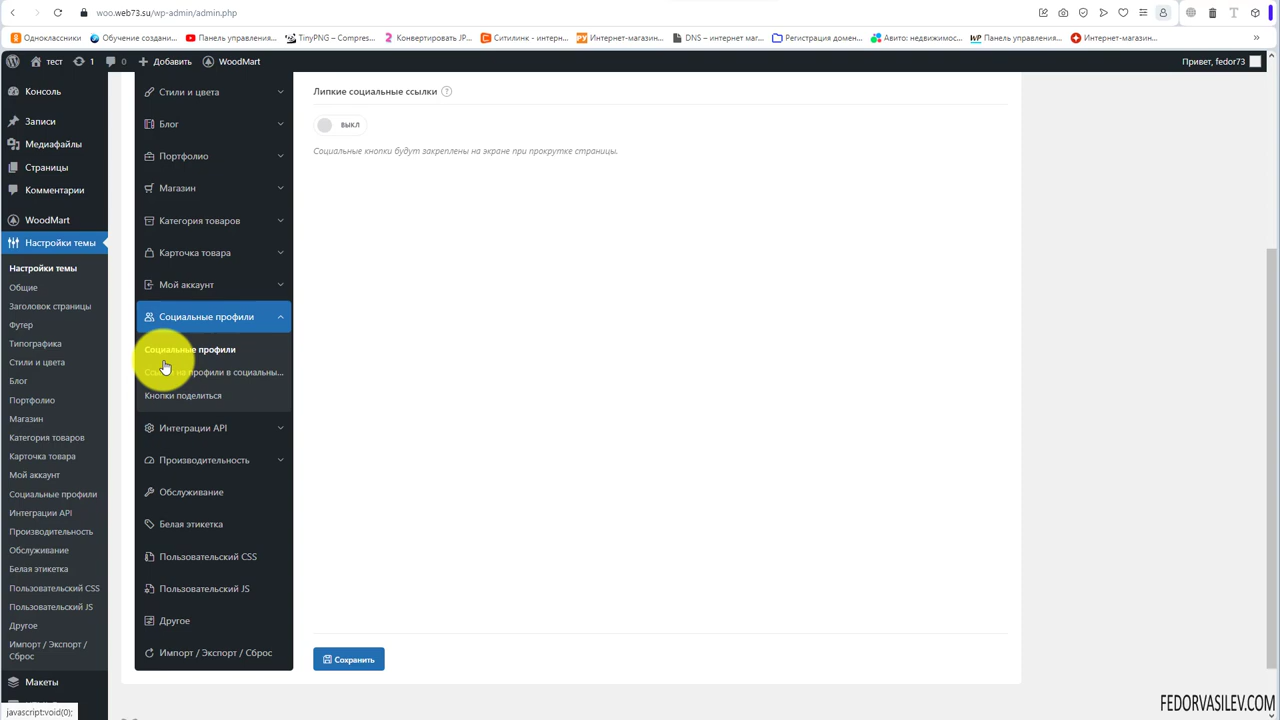 woo.web73.su/wp-admin/admin.php
Одноклассники
Обучение создани...
Панель управления...
TinyPNG – Compres...
Конвертировать JP...
Ситилинк - интерн...
Интернет-магазин...
DNS – интернет маг...
Регистрация домен...
Авито: недвижимос...
Панель управления...
Интернет-магазин...
тест
1
0
Добавить
WoodMart
Привет, fedor73
Консоль
Записи
Медиафайлы
Страницы
Комментарии
WoodMart
Настройки темы
Настройки темы
Общие
Заголовок страницы
Футер
Типографика
Стили и цвета
Блог
Портфолио
Магазин
Категория товаров
Карточка товара
Мой аккаунт
Социальные профили
Интеграции API
Производительность
Обслуживание
Белая этикетка
Пользовательский CSS
Пользовательский JS
Другое
Импорт / Экспорт /
Сброс
Макеты
Стили и цвета
Блог
Портфолио
Магазин
Категория товаров
Карточка товара
Мой аккаунт
Социальные профили
Социальные профили
на профили в социальны...
Кнопки поделиться
Интеграции API
Производительность
Обслуживание
Белая этикетка
Пользовательский CSS
Пользовательский JS
Другое
Импорт / Экспорт / Сброс
Липкие социальные ссылки
ВЫКЛ
Социальные кнопки будут закреплены на экране при прокрутке страницы.
Сохранить
javascript:void(0);
FEDORVASILEV.COM